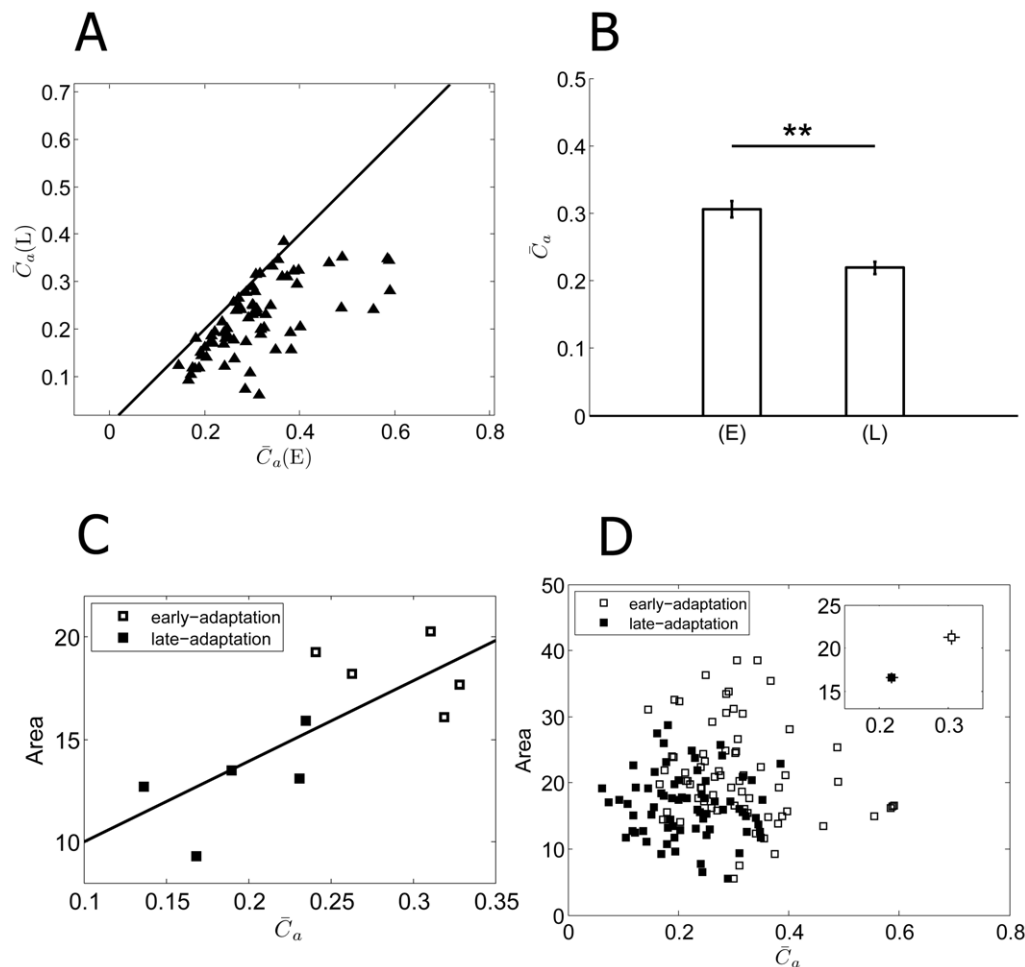 A
0.7
0.6
0.5
0.4
0.3
0.2
0.1
C̄a(L)
0 0.2 0.4 0.6 0.8
C̄a(E)
B
0.5
0.4
0.3
0.2
0.1
0
C̄a
**
(E) (L)
C
early-adaptation
late-adaptation
20
15
10
Area
0.1 0.15 0.2 0.25 0.3 0.35
C̄a
D
50
40
30
20
10
0
Area
early-adaptation
late-adaptation
25
20
15
0.2 0.3
0 0.2 0.4 0.6 0.8
C̄a